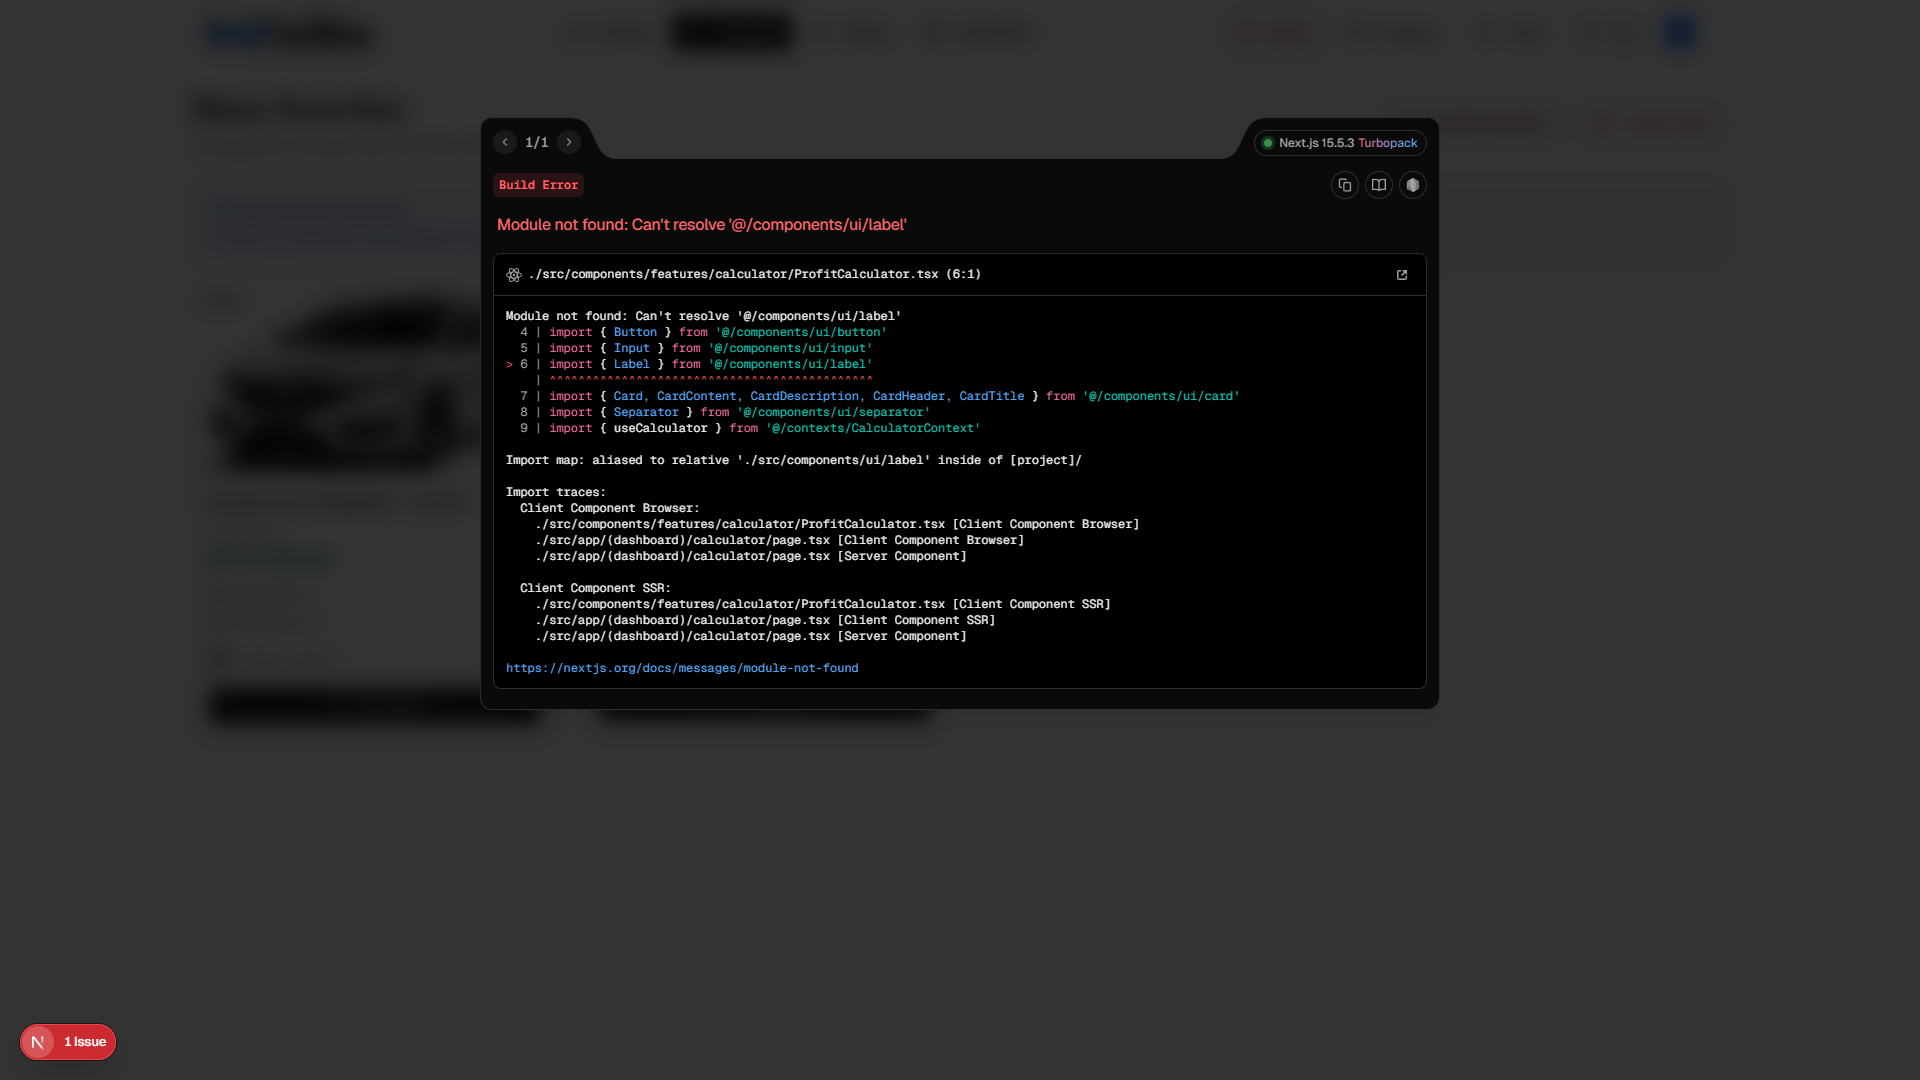 1/1
Next.js 15.5.3 Turbopack
Build Error
Module not found: Can't resolve '@/components/ui/label'
./src/components/features/calculator/ProfitCalculator.tsx (6:1)
Module not found: Can't resolve '@/components/ui/label'
4 | import { Button } from '@/components/ui/button'
5 | import { Input } from '@/components/ui/input'
> 6 | import { Label } from '@/components/ui/label'
| ^^^^^^^^^^^^^^^^^^^^^^^^^^^^^^^^^^^^^^^^^^^^^
7 | import { Card, CardContent, CardDescription, CardHeader, CardTitle } from '@/components/ui/card'
8 | import { Separator } from '@/components/ui/separator'
9 | import { useCalculator } from '@/contexts/CalculatorContext'
Import map: aliased to relative './src/components/ui/label' inside of [project]/
Import traces:
Client Component Browser:
./src/components/features/calculator/ProfitCalculator.tsx [Client Component Browser]
./src/app/(dashboard)/calculator/page.tsx [Client Component Browser]
./src/app/(dashboard)/calculator/page.tsx [Server Component]
Client Component SSR:
./src/components/features/calculator/ProfitCalculator.tsx [Client Component SSR]
./src/app/(dashboard)/calculator/page.tsx [Client Component SSR]
./src/app/(dashboard)/calculator/page.tsx [Server Component]
https://nextjs.org/docs/messages/module-not-found
N 1 Issue